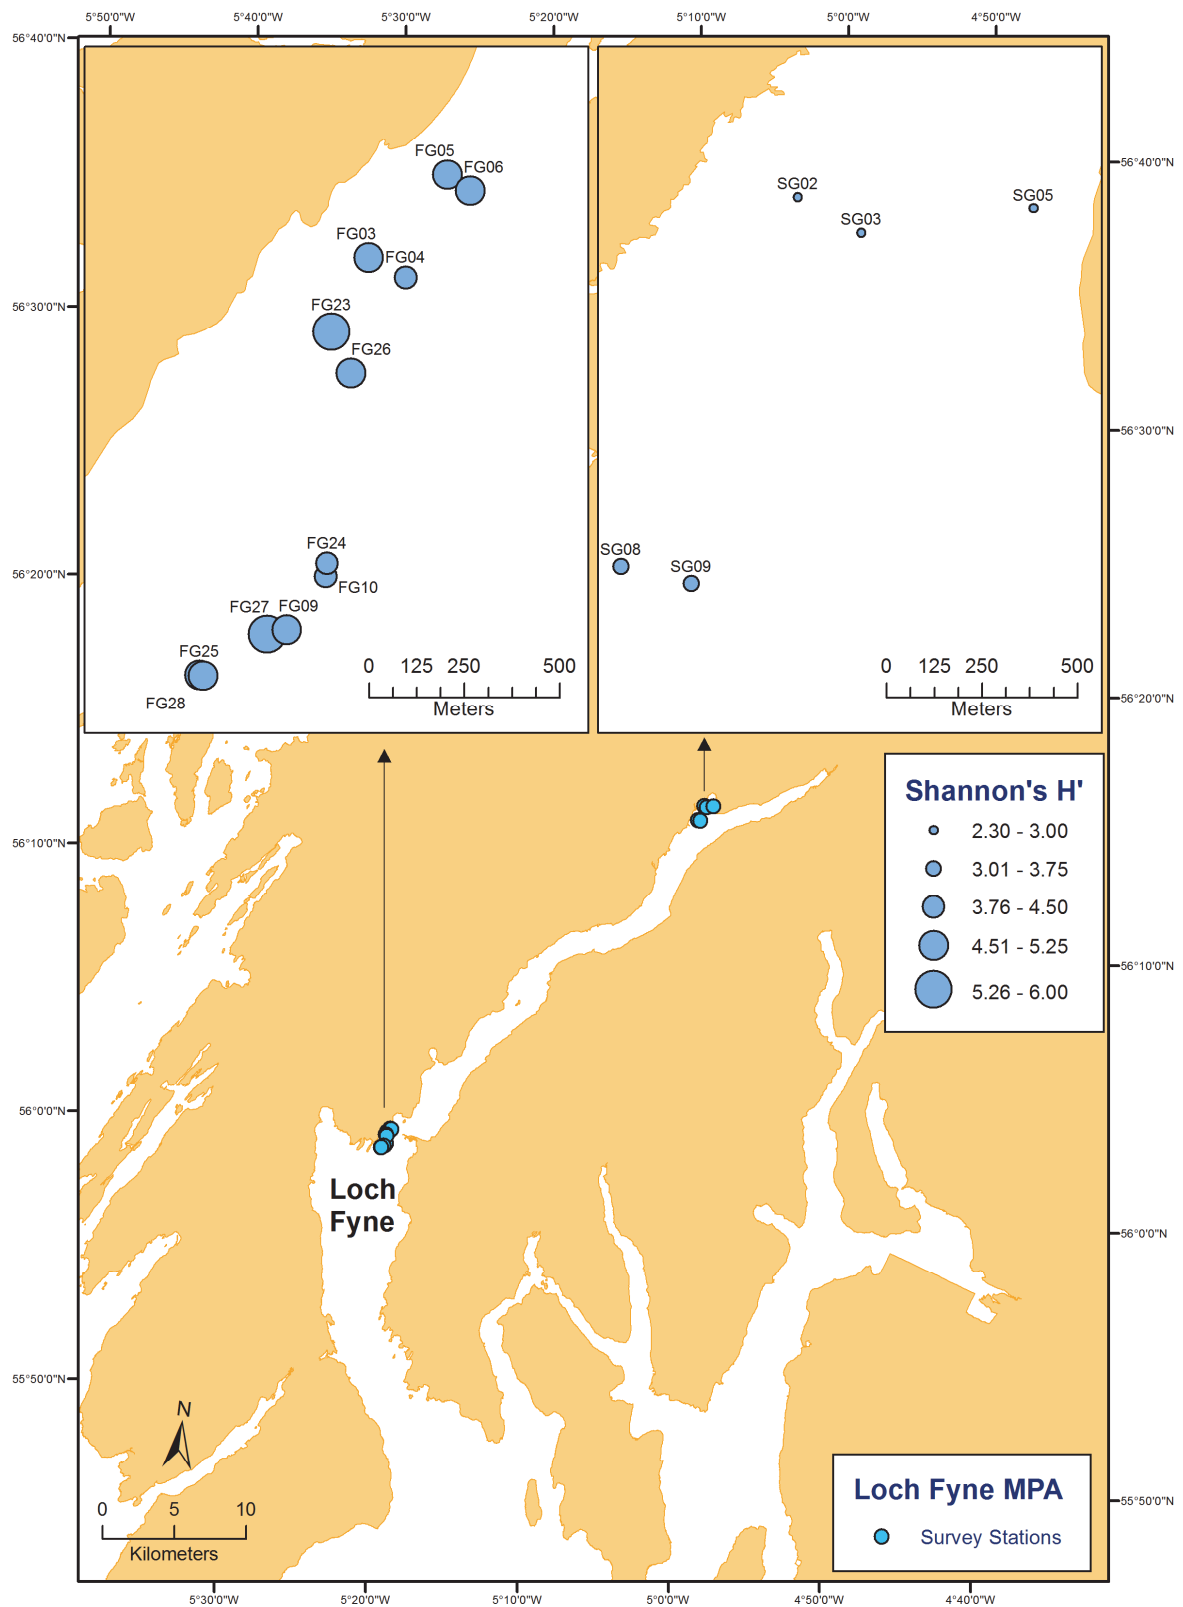 5°50'0"W 5°40'0"W 5°30'0"W 5°20'0"W 5°10'0"W 5°0'0"W 4°50'0"W
56°40'0"N
56°30'0"N
56°20'0"N
56°10'0"N
56°0'0"N
55°50'0"N
FG05
FG06
FG03
FG04
FG23
FG26
FG24
FG10
FG27 FG09
FG25
FG28
0 125 250 500
Meters
SG02
SG03
SG05
SG08
SG09
0 125 250 500
Meters
56°40'0"N
56°30'0"N
56°20'0"N
56°10'0"N
56°0'0"N
55°50'0"N
Shannon's H'
2.30 - 3.00
3.01 - 3.75
3.76 - 4.50
4.51 - 5.25
5.26 - 6.00
Loch
Fyne
N
0 5 10
Kilometers
Loch Fyne MPA
Survey Stations
5°30'0"W 5°20'0"W 5°10'0"W 5°0'0"W 4°50'0"W 4°40'0"W